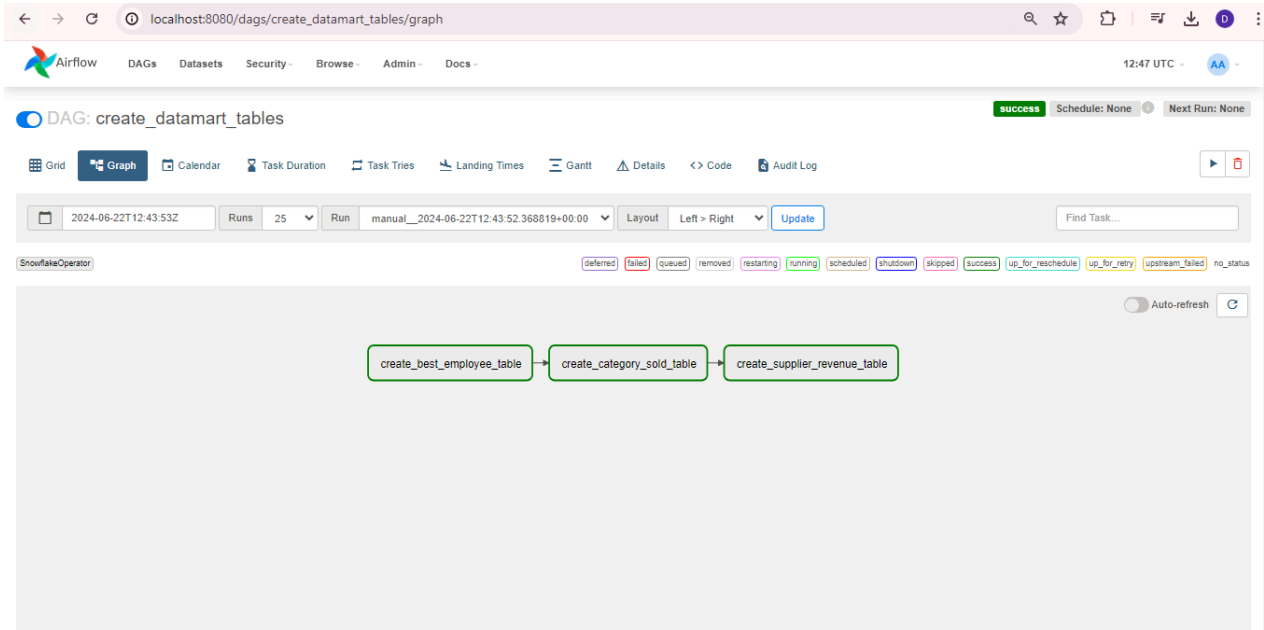 localhost:8080/dags/create_datamart_tables/graph
D
Airflow DAGs Datasets Security Browse Admin Docs 12:47 UTC AA
DAG: create_datamart_tables success Schedule: None i Next Run: None
Grid Graph Calendar Task Duration Task Tries Landing Times Gantt Details <> Code Audit Log
2024-06-22T12:43:53Z Runs 25 Run manual__2024-06-22T12:43:52.368819+00:00 Layout Left > Right Update Find Task...
SnowflakeOperator deferred failed queued removed restarting running scheduled shutdown skipped success up_for_reschedule up_for_retry upstream_failed no_status
Auto-refresh
create_best_employee_table create_category_sold_table create_supplier_revenue_table